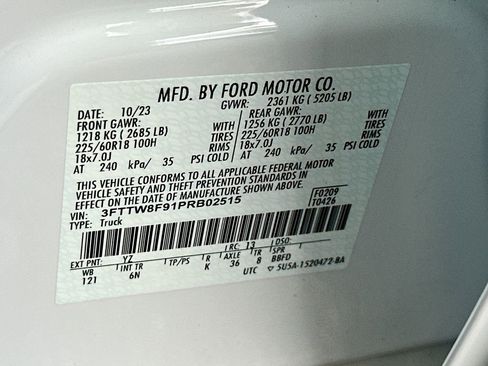 MFD. BY FORD MOTOR CO.
DATE: 10/23 GVWR: 2361 KG ( 5205 LB)
FRONT GAWR: REAR GAWR:
1218 KG ( 2685 LB) 1256 KG ( 2770 LB)
225/60R18 100H TIRES 225/60R18 100H TIRES
18x7.0J RIMS 18x7.0J RIMS
AT 240 kPa/ 35 PSI COLD AT 240 kPa/ 35 PSI COLD
THIS VEHICLE CONFORMS TO ALL APPLICABLE FEDERAL MOTOR
VEHICLE SAFETY AND THEFT PREVENTION STANDARDS IN
EFFECT ON THE DATE OF MANUFACTURE SHOWN ABOVE.
VIN: 3FTTW8F91PRB02515 F0209
TYPE: Truck T0426
EXT PNT: YZ RC: 13 DSO:
WB INT TR TP/PS R AXLE TR BBFD
121 6N K 36 8 UTC 5U5A-1520472-BA